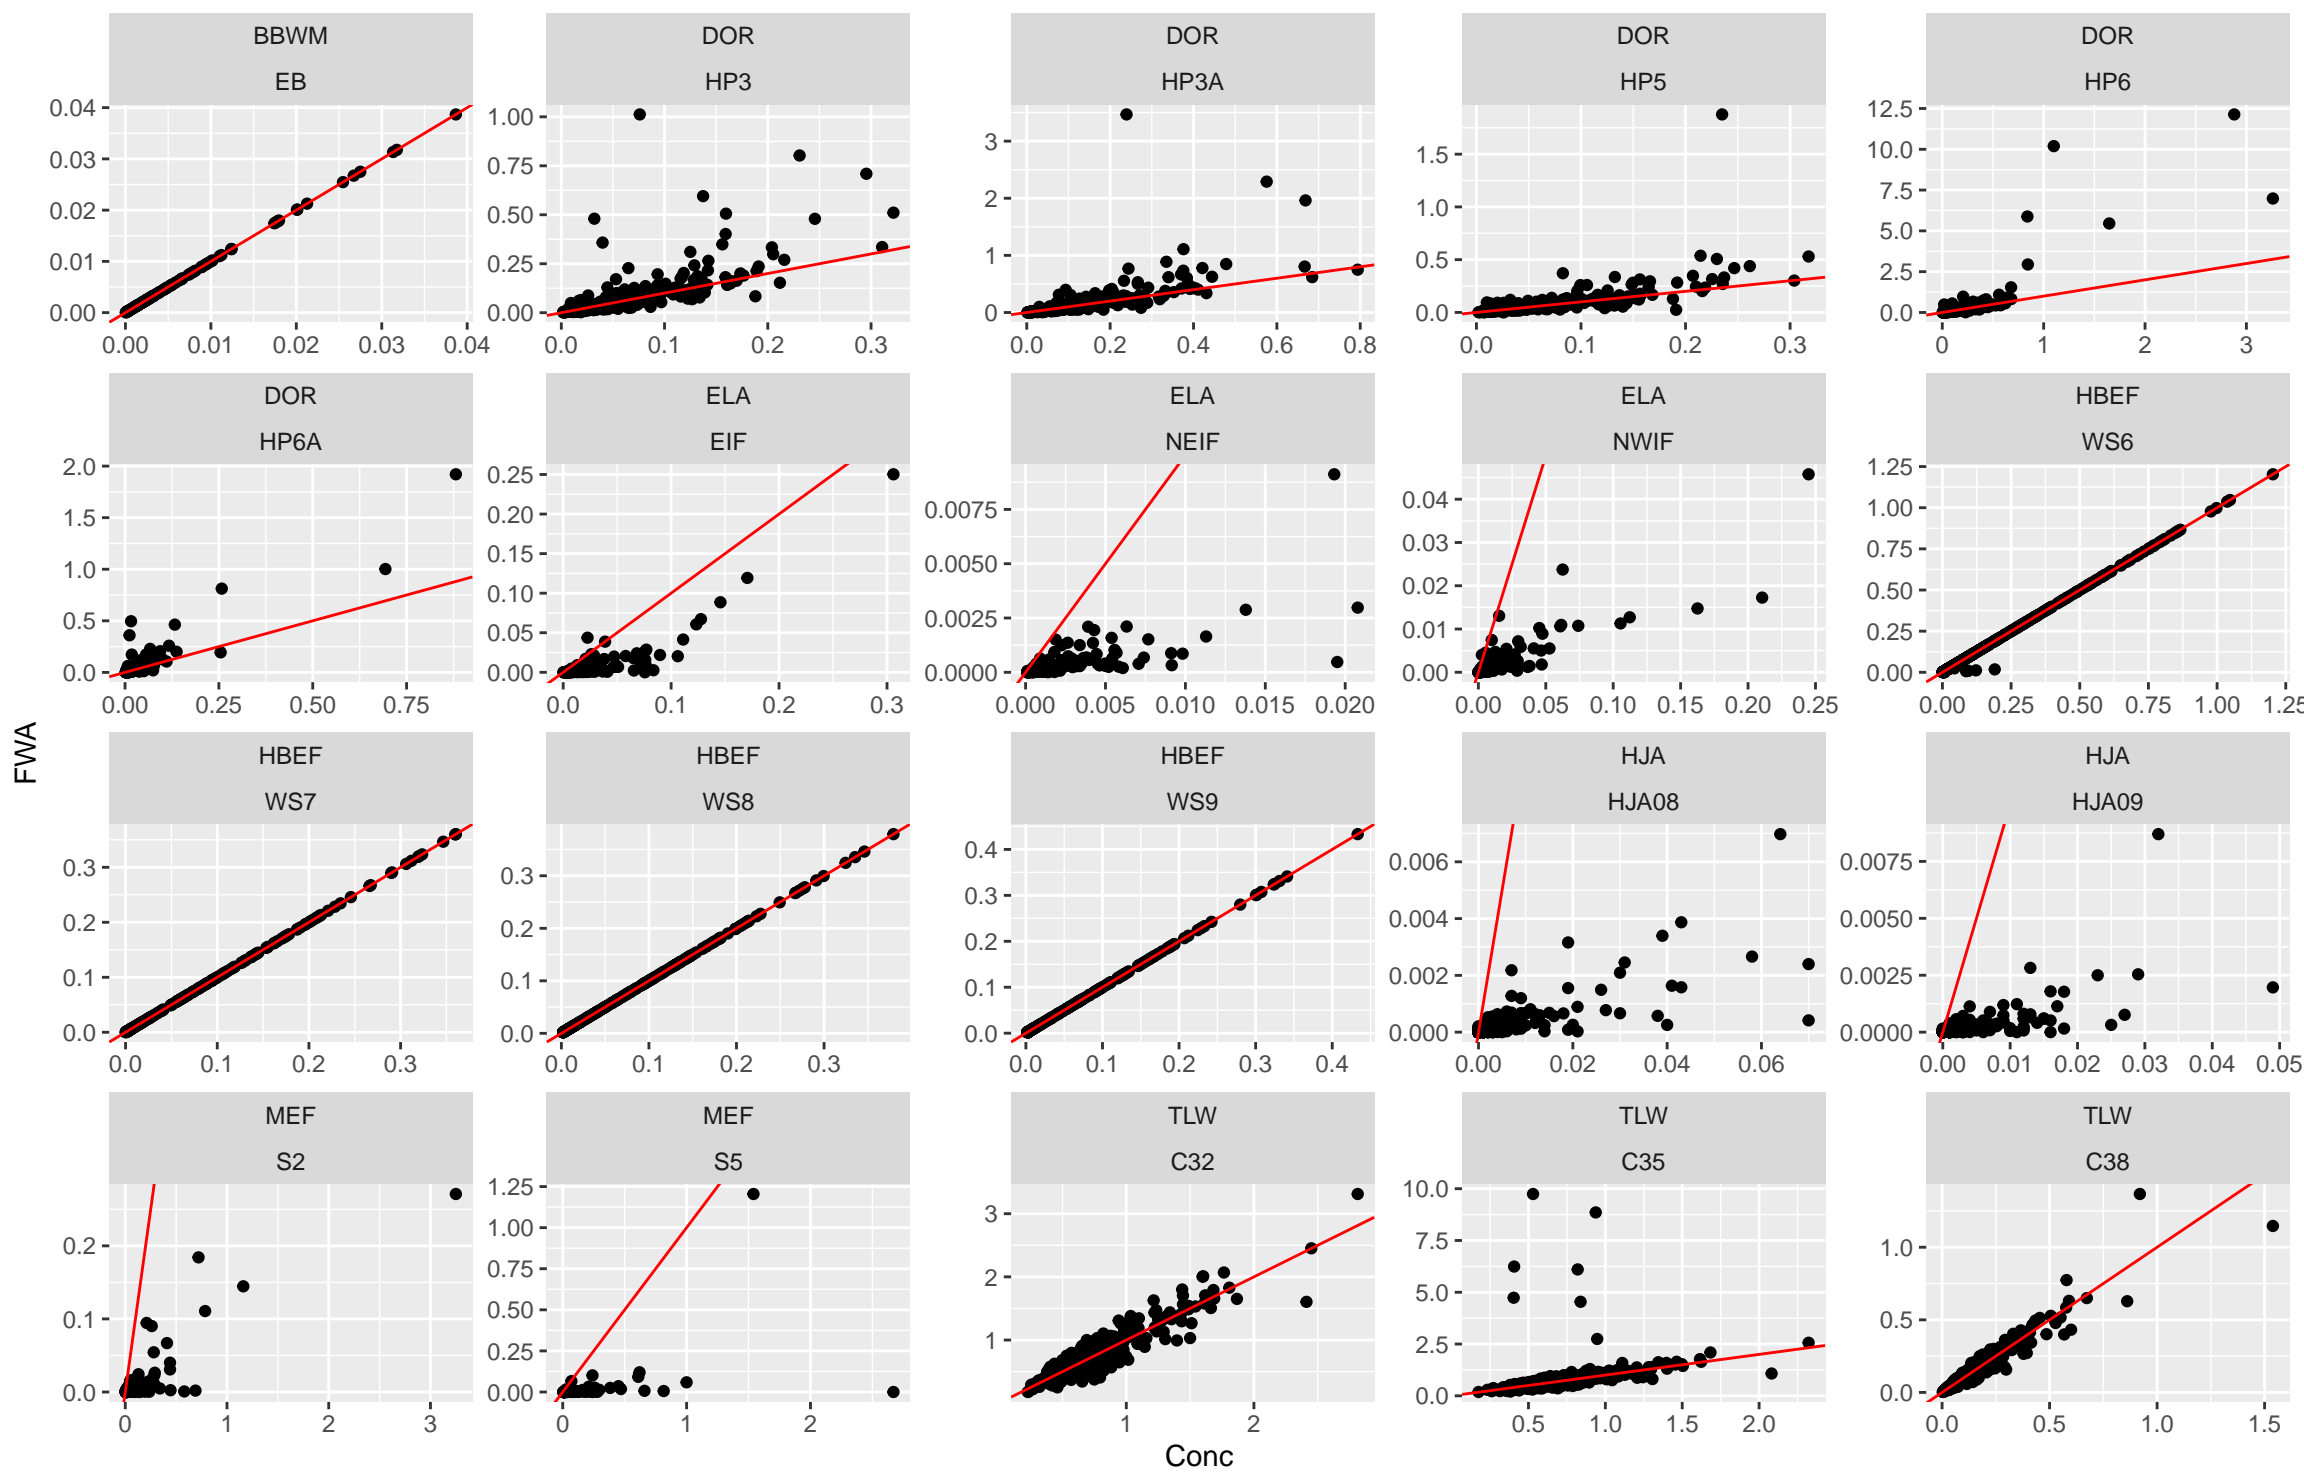 BBWM DOR DOR DOR DOR
EB HP3 HP3A HP5 HP6
0.04 1.00 3 1.5 12.5
0.03 0.75 2 1.0 10.0
0.02 0.50 1 0.5 7.5
0.01 0.25 0 0.0 5.0
0.00 0.00 2.5
0.0
0.00 0.01 0.02 0.03 0.04 0.0 0.1 0.2 0.3 0.0 0.2 0.4 0.6 0.8 0.0 0.1 0.2 0.3 0 1 2 3
DOR ELA ELA ELA HBEF
HP6A EIF NEIF NWIF WS6
2.0 0.25 0.0075 0.04 1.25
1.5 0.20 0.0050 0.03 1.00
1.0 0.15 0.0025 0.02 0.75
0.5 0.10 0.0000 0.01 0.50
0.0 0.05 0.00 0.25
0.00 0.00
0.00 0.25 0.50 0.75 0.0 0.1 0.2 0.3 0.000 0.005 0.010 0.015 0.020 0.00 0.05 0.10 0.15 0.20 0.25 0.00 0.25 0.50 0.75 1.00 1.25
FWA
HBEF HBEF HBEF HJA HJA
WS7 WS8 WS9 HJA08 HJA09
0.3 0.3 0.4 0.006 0.0075
0.2 0.2 0.3 0.004 0.0050
0.1 0.1 0.2 0.002 0.0025
0.0 0.0 0.1 0.000 0.0000
0.0
0.0 0.1 0.2 0.3 0.0 0.1 0.2 0.3 0.0 0.1 0.2 0.3 0.4 0.00 0.02 0.04 0.06 0.00 0.01 0.02 0.03 0.04 0.05
MEF MEF TLW TLW TLW
S2 S5 C32 C35 C38
0.2 1.25 3 10.0 1.0
0.1 1.00 2 7.5 0.5
0.0 0.75 1 5.0 0.0
0.50 2.5
0.25 0.0
0.00
0 1 2 3 0 1 2 1 2 0.5 1.0 1.5 2.0 0.0 0.5 1.0 1.5
Conc